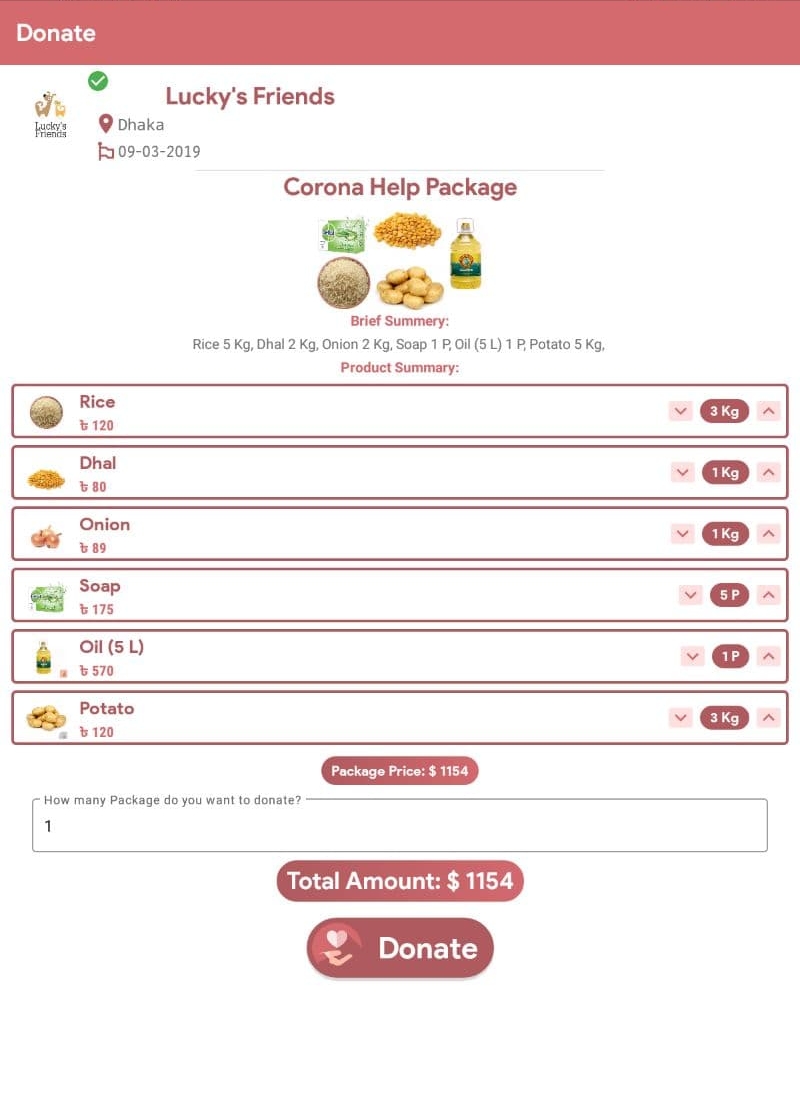 Donate
Lucky's Friends
Lucky's
Friends
Dhaka
09-03-2019
Corona Help Package
Brief Summery:
Rice 5 Kg, Dhal 2 Kg, Onion 2 Kg, Soap 1 P, Oil (5 L) 1 P, Potato 5 Kg,
Product Summary:
Rice
৳ 120
3 Kg
Dhal
৳ 80
1 Kg
Onion
৳ 89
1 Kg
Soap
৳ 175
5 P
Oil (5 L)
৳ 570
1 P
Potato
৳ 120
3 Kg
Package Price: $ 1154
How many Package do you want to donate?
1
Total Amount: $ 1154
Donate